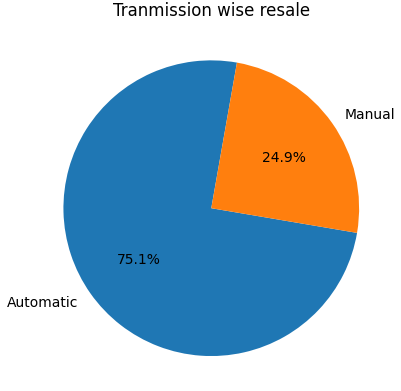 Tranmission wise resale
Manual
24.9%
75.1%
Automatic